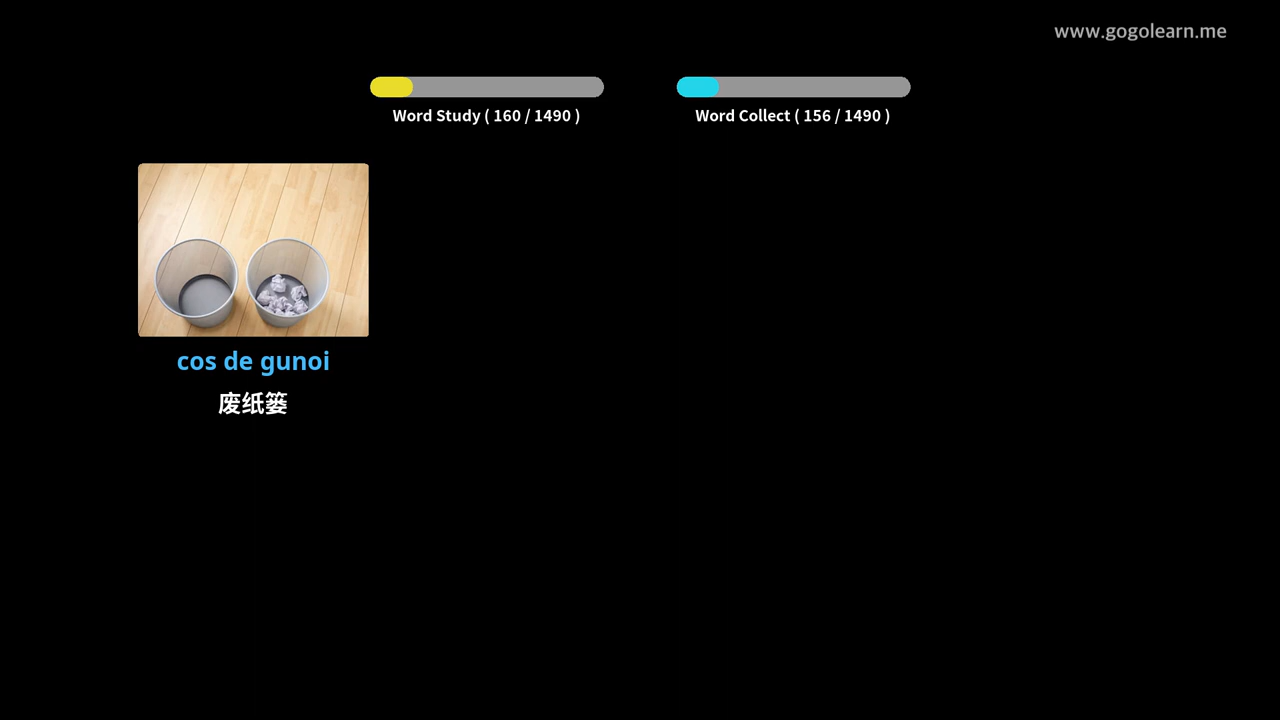 www.gogolearn.me
Word Study ( 160 / 1490 )
Word Collect ( 156 / 1490 )
cos de gunoi
废纸篓